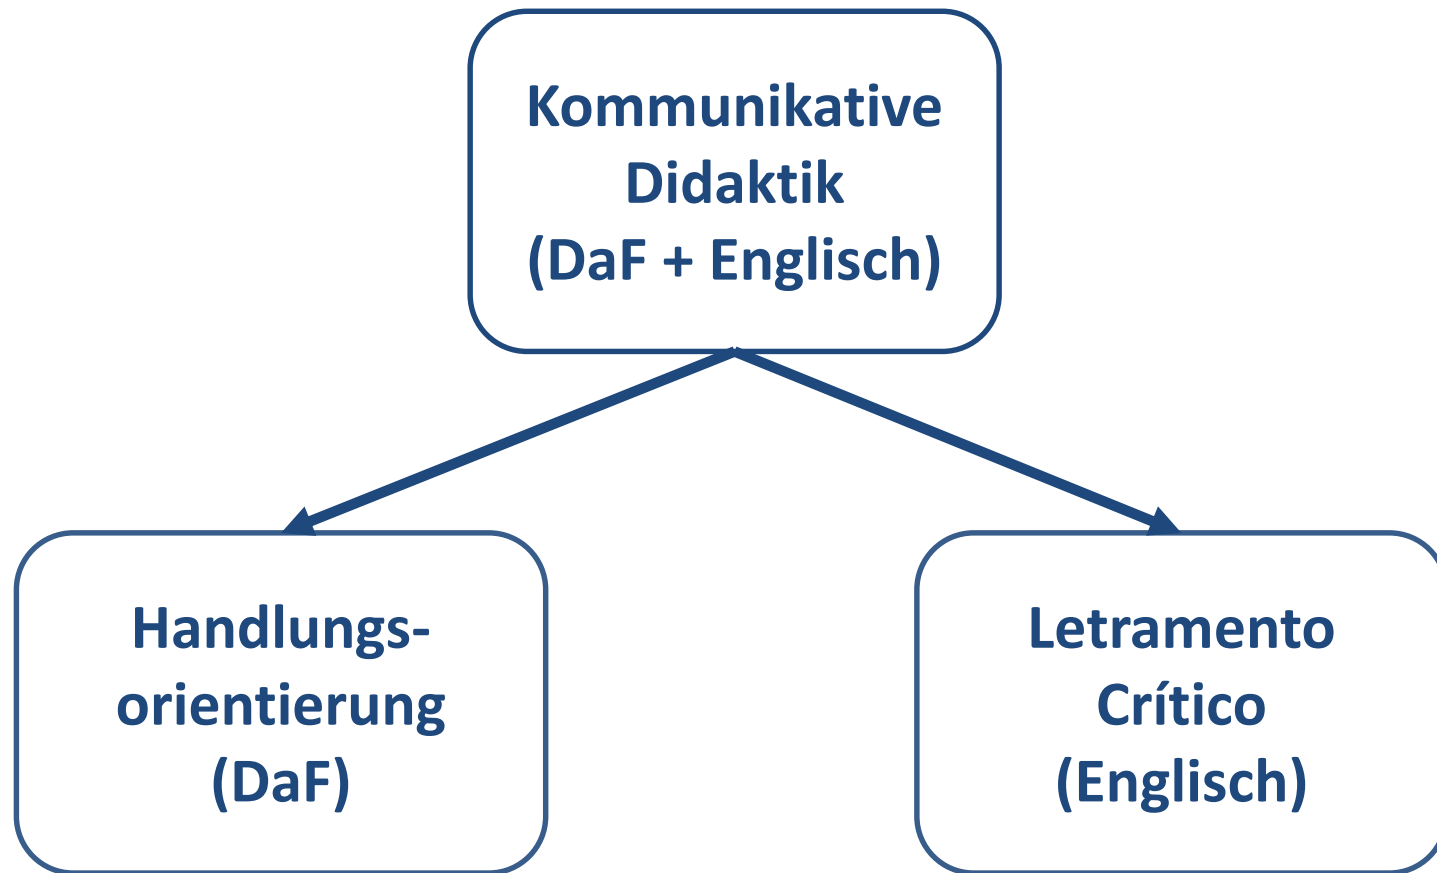 Kommunikative
Didaktik
(DaF + Englisch)
Handlungs-
orientierung
(DaF)
Letramento
Crítico
(Englisch)